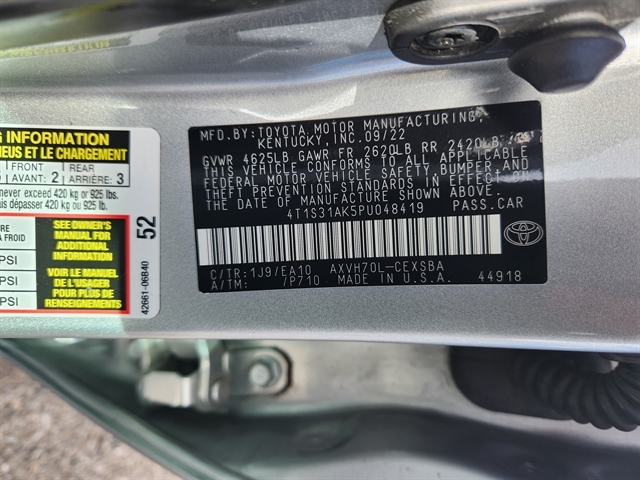 G INFORMATION
NEUS ET LE CHARGEMENT
FRONT
AVANT: 2
REAR
ARRIÈRE: 3
never exceed 420 kg or 925 lbs.
dépasser 420 kg ou 925 lb.
A FROID
PSI
PSI
SEE OWNER'S
MANUAL FOR
ADDITIONAL
INFORMATION
VOIR LE MANUEL
DE L'USAGER
POUR PLUS DE
RENSEIGNEMENTS
52
42661-06B40
MFD.BY: TOYOTA MOTOR MANUFACTURING,
KENTUCKY, INC. 09/22
GVWR 4625LB, GAWR FR 2620LB RR 2420LB
THIS VEHICLE CONFORMS TO ALL APPLICABLE
FEDERAL MOTOR VEHICLE SAFETY, BUMPER, AND
THEFT PREVENTION STANDARDS IN EFFECT ON
THE DATE OF MANUFACTURE SHOWN ABOVE.
4T1S31AK5PU048419 PASS.CAR
C/TR: 1J9/EA10 AXVH70L-CEXSBA
A/TM: /P710 MADE IN U.S.A. 44918
TOYOTA